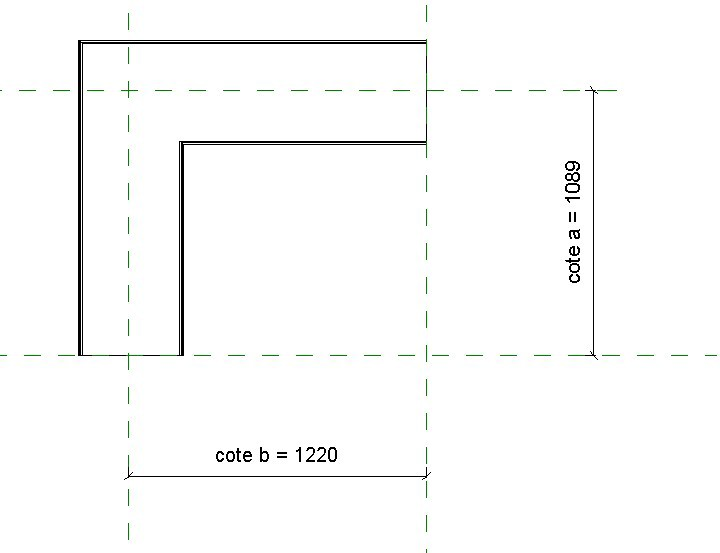 cote a = 1089
cote b = 1220